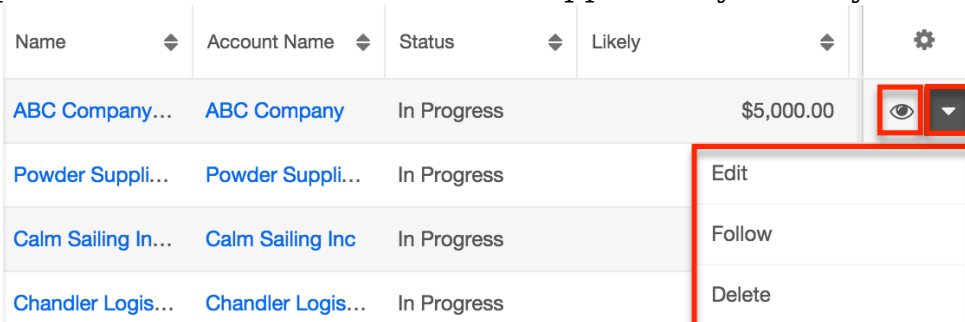 Name Account Name Status Likely
ABC Company... ABC Company In Progress $5,000.00
Powder Suppli... Powder Suppli... In Progress
Edit
Calm Sailing In... Calm Sailing Inc In Progress
Follow
Chandler Logis... Chandler Logis... In Progress
Delete